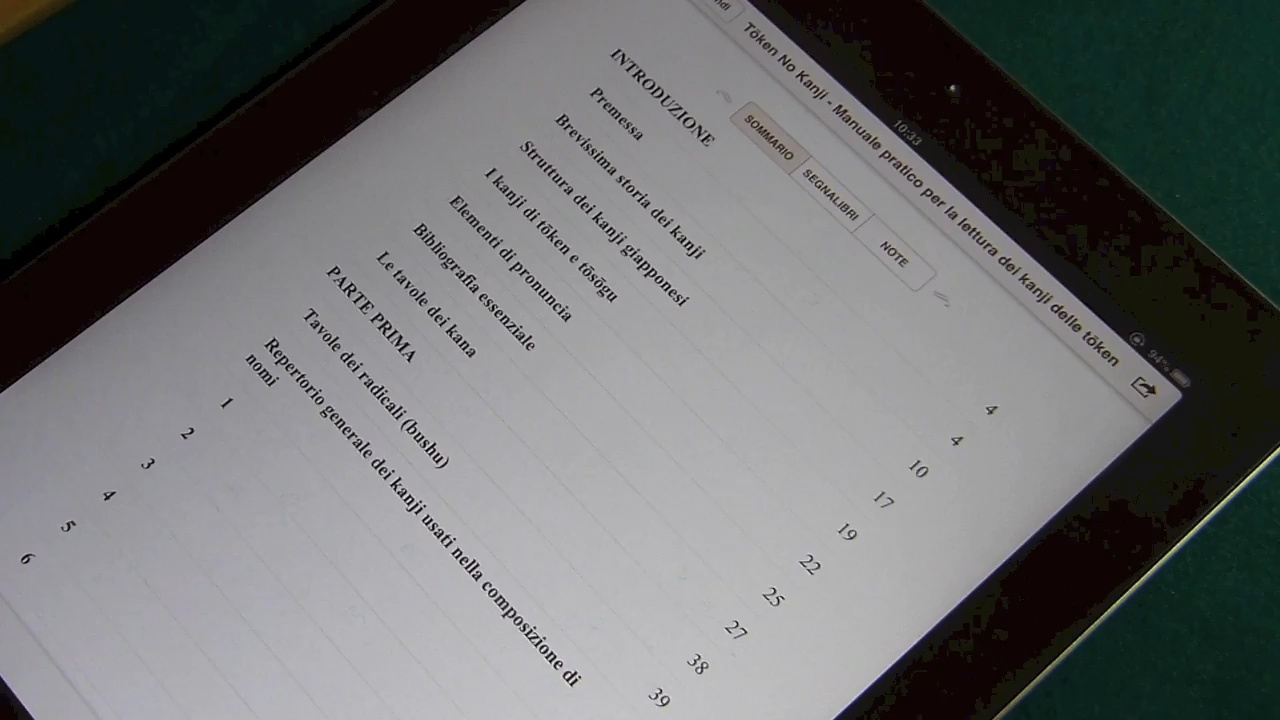 10:33
94%
Tōken No Kanji - Manuale pratico per la lettura dei kanji delle tōken
SOMMARIO SEGNALIBRI NOTE
INTRODUZIONE 4
Premessa 4
Brevissima storia dei kanji 10
Struttura dei kanji giapponesi 17
I kanji di tōken e tōsōgu 19
Elementi di pronuncia 22
Bibliografia essenziale 25
Le tavole dei kana 27
PARTE PRIMA 38
Tavole dei radicali (bushu) 39
Repertorio generale dei kanji usati nella composizione di
nomi
1
2
3
4
5
6